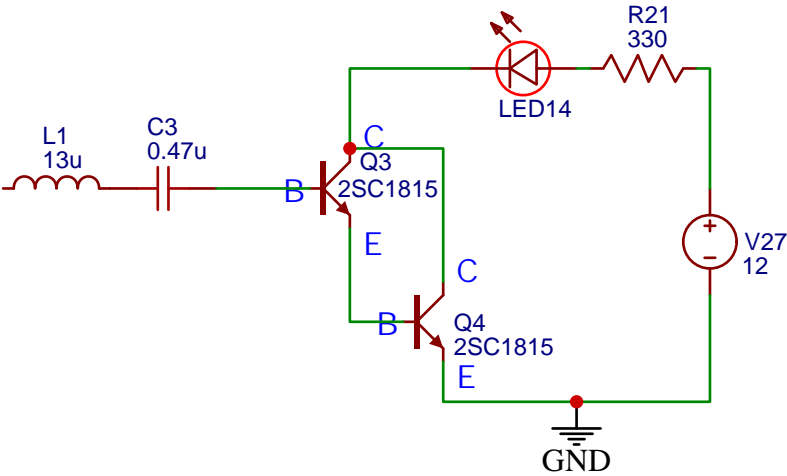 R21
330
LED14
L1
13u
C3
0.47u
C
Q3
2SC1815
B
E
V27
+
−
12
C
B
Q4
2SC1815
E
GND